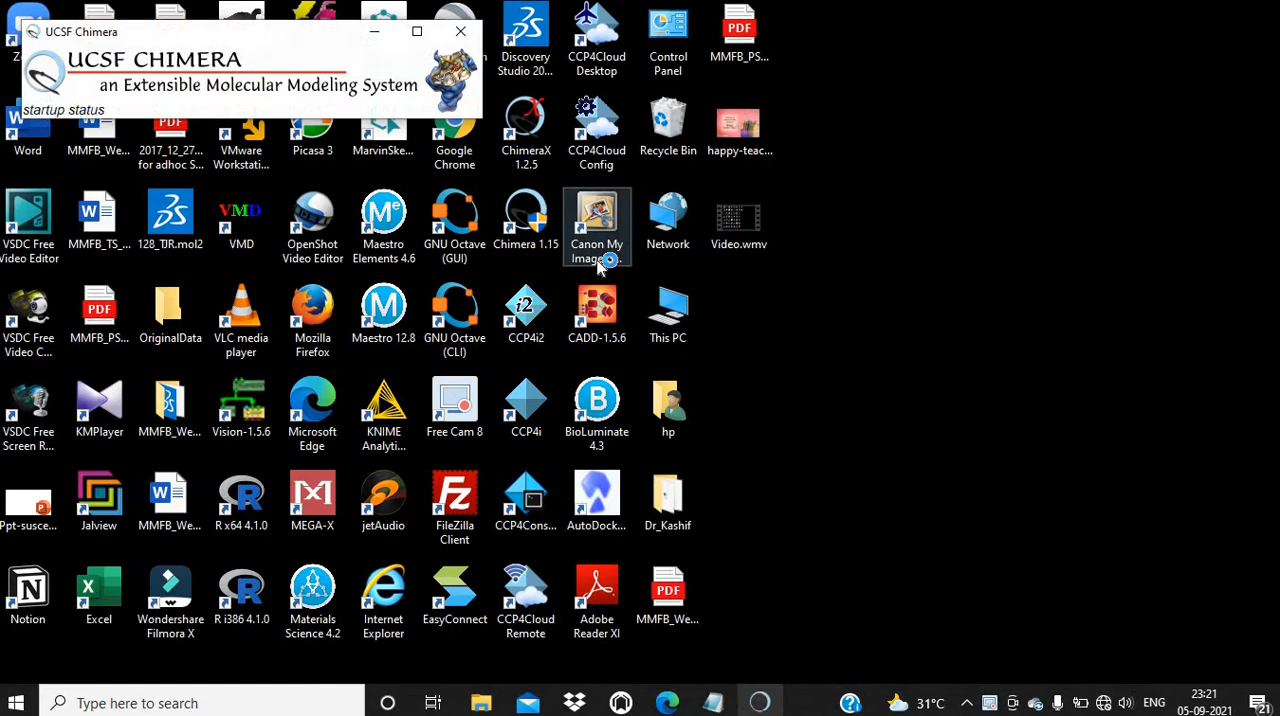 UCSF Chimera
UCSF CHIMERA
an Extensible Molecular Modeling System
startup status
Discovery
Studio 20...
CCP4Cloud
Desktop
Control
Panel
PDF
MMFB_PS...
Word
MMFB_We...
PDF
2017_12_27...
for adhoc S...
VMware
Workstati...
Picasa 3
MarvinSke...
Google
Chrome
ChimeraX
1.2.5
CCP4Cloud
Config
Recycle Bin
happy-teac...
VSDC Free
Video Editor
MMFB_TS_...
128_TJR.mol2
VMD
VMD
OpenShot
Video Editor
Maestro
Elements 4.6
GNU Octave
(GUI)
Chimera 1.15
Canon My
Image
Network
Video.wmv
VSDC Free
Video C...
PDF
MMFB_PS...
OriginalData
VLC media
player
Mozilla
Firefox
Maestro 12.8
GNU Octave
(CLI)
i2
CCP4i2
CADD-1.5.6
This PC
VSDC Free
Screen R...
KMPlayer
MMFB_We...
Vision-1.5.6
Microsoft
Edge
KNIME
Analyti...
Free Cam 8
CCP4i
BioLuminate
4.3
hp
Ppt-susce...
Jalview
MMFB_We...
R x64 4.1.0
MEGA-X
jetAudio
FileZilla
Client
CCP4Cons...
AutoDock...
Dr_Kashif
Notion
Excel
Wondershare
Filmora X
R i386 4.1.0
Materials
Science 4.2
Internet
Explorer
EasyConnect
CCP4Cloud
Remote
Adobe
Reader XI
PDF
MMFB_We...
Type here to search
31°C
ENG
23:21
05-09-2021
21